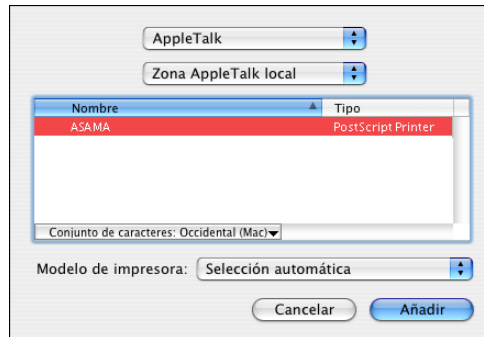 AppleTalk
Zona AppleTalk local
Nombre Tipo
ASAMA PostScript Printer
Conjunto de caracteres: Occidental (Mac)
Modelo de impresora: Selección automática
Cancelar Añadir